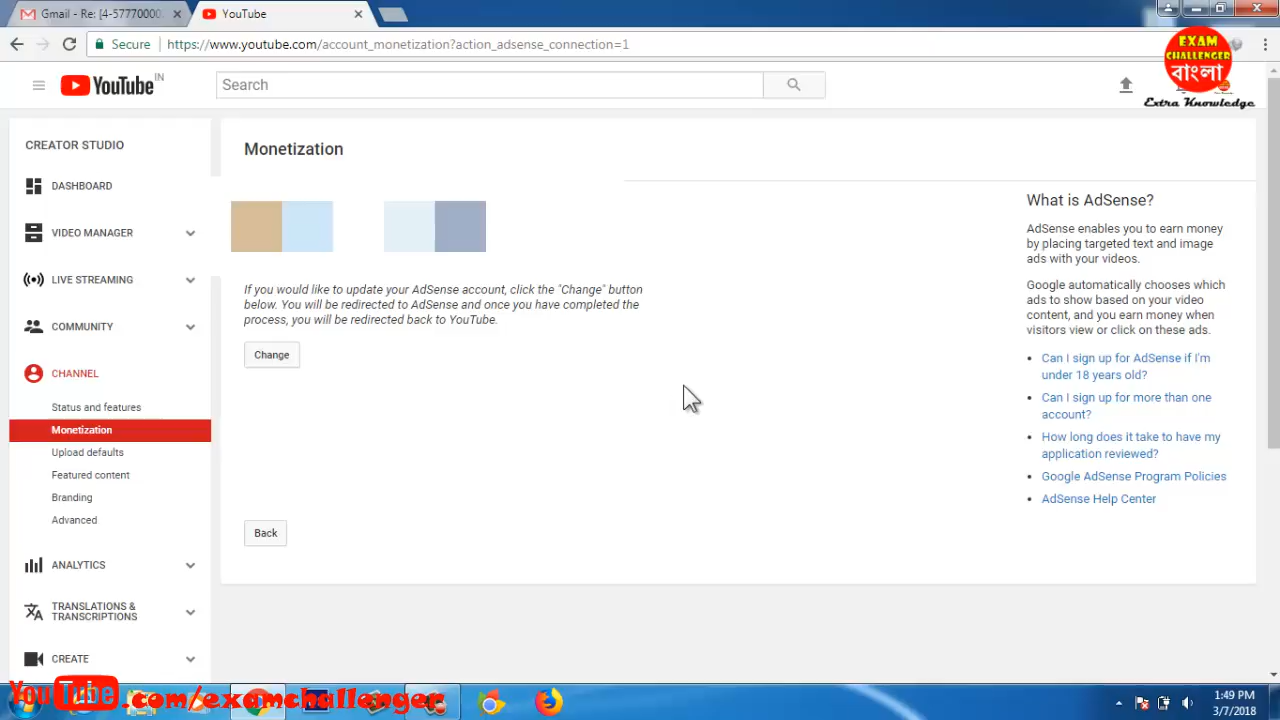 Gmail - Re: [4-57770000
YouTube
Secure
https://www.youtube.com/account_monetization?ac
sense_connection=1
EXAM
CHALLENGER
বাংলা
Extra Knowledge
YouTube IN
Search
CREATOR STUDIO
DASHBOARD
VIDEO MANAGER
LIVE STREAMING
COMMUNITY
CHANNEL
Status and features
Monetization
Upload defaults
Featured content
Branding
Advanced
ANALYTICS
TRANSLATIONS &
TRANSCRIPTIONS
CREATE
Monetization
If you would like to update your AdSense account, click the "Change" button
below. You will be redirected to AdSense and once you have completed the
process, you will be redirected back to YouTube.
Change
Back
What is AdSense?
AdSense enables you to earn money
by placing targeted text and image
ads with your videos.
Google automatically chooses which
ads to show based on your video
content, and you earn money when
visitors view or click on these ads.
Can I sign up for AdSense if I'm
under 18 years old?
Can I sign up for more than one
account?
How long does it take to have my
application reviewed?
Google AdSense Program Policies
AdSense Help Center
YouTube.com/examchallenger
1:49 PM
3/7/2018